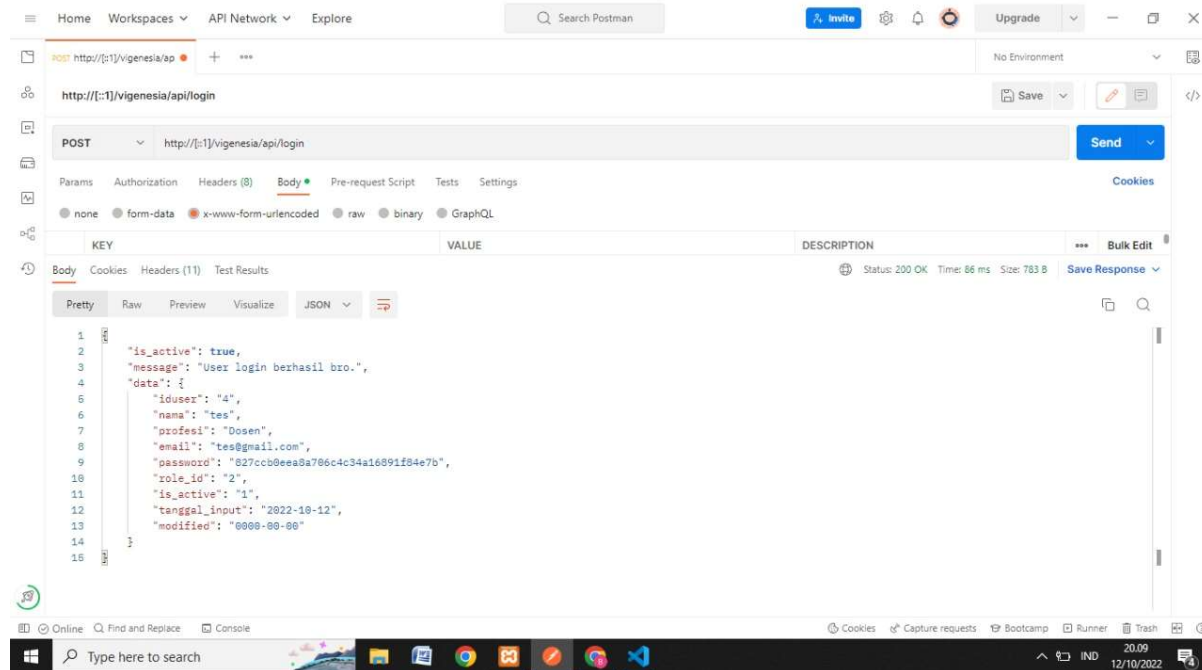 Home Workspaces API Network Explore Search Postman Invite Upgrade
POST http://[::1]/vigenesia/ap No Environment
http://[::1]/vigenesia/api/login Save
POST http://[::1]/vigenesia/api/login Send
Params Authorization Headers (8) Body Pre-request Script Tests Settings Cookies
none form-data x-www-form-urlencoded raw binary GraphQL
KEY VALUE DESCRIPTION Bulk Edit
Body Cookies Headers (11) Test Results Status: 200 OK Time: 86 ms Size: 783 B Save Response
Pretty Raw Preview Visualize JSON
1 {
2 "is_active": true,
3 "message": "User login berhasil bro.",
4 "data": {
5 "iduser": "4",
6 "nama": "tes",
7 "profesi": "Dosen",
8 "email": "tes@gmail.com",
9 "password": "827ccb0eea8a706c4c34a16891f84e7b",
10 "role_id": "2",
11 "is_active": "1",
12 "tanggal_input": "2022-10-12",
13 "modified": "0000-00-00"
14 }
15 }
Online Find and Replace Console Cookies Capture requests Bootcamp Runner Trash
Type here to search IND 20.09
12/10/2022